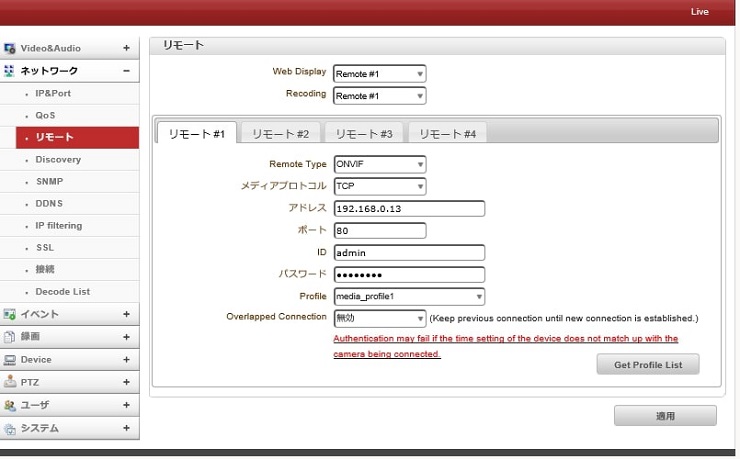 Live
Video&Audio +
ネットワーク −
IP&Port
QoS
リモート
Discovery
SNMP
DDNS
IP filtering
SSL
接続
Decode List
イベント +
録画 +
Device +
PTZ +
ユーザ +
システム +
リモート
Web Display Remote #1
Recoding Remote #1
リモート #1 リモート #2 リモート #3 リモート #4
Remote Type ONVIF
メディアプロトコル TCP
アドレス 192.168.0.13
ポート 80
ID admin
パスワード ●●●●●●●●
Profile media_profile1
Overlapped Connection 無効 (Keep previous connection until new connection is established.)
Authentication may fail if the time setting of the device does not match up with the
camera being connected.
Get Profile List
適用